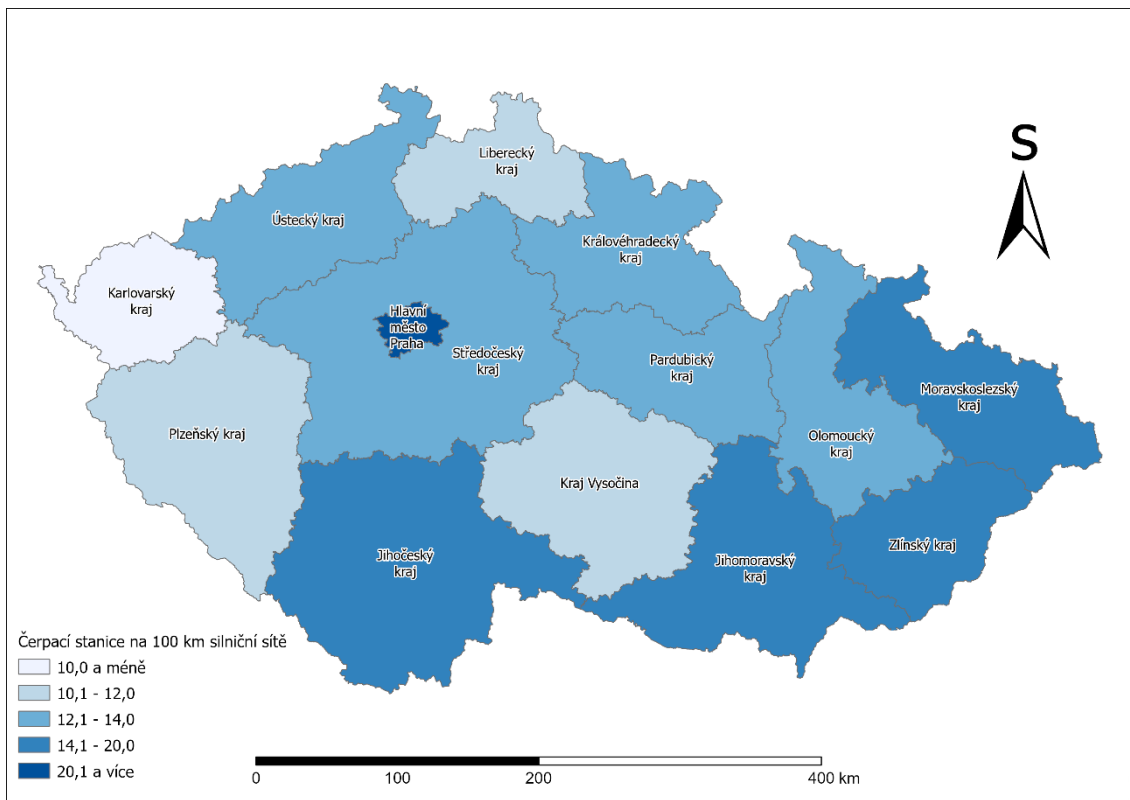 S
Liberecký
kraj
Ústecký kraj
Královéhradecký
kraj
Karlovarský
kraj
Hlavní
město
Praha
Středočeský
kraj
Pardubický
kraj
Moravskoslezský
kraj
Plzeňský kraj
Olomoucký
kraj
Kraj Vysočina
Jihočeský
kraj
Jihomoravský
kraj
Zlínský kraj
Čerpací stanice na 100 km silniční sítě
10,0 a méně
10,1 - 12,0
12,1 - 14,0
14,1 - 20,0
20,1 a více
0 100 200 400 km